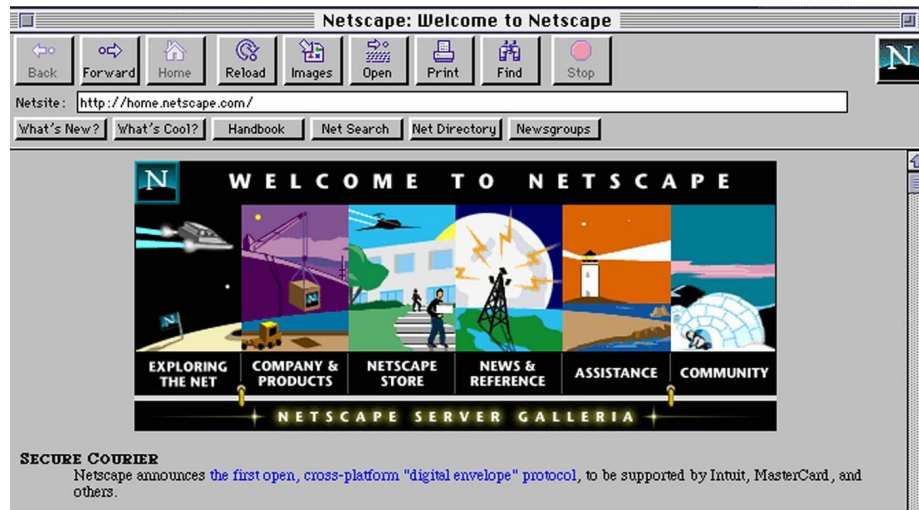 Netscape: Welcome to Netscape
Back Forward Home Reload Images Open Print Find Stop
N
Netsite: http://home.netscape.com/
What's New? What's Cool? Handbook Net Search Net Directory Newsgroups
N WELCOME TO NETSCAPE
N
N
EXPLORING THE NET
COMPANY & PRODUCTS
NETSCAPE STORE
NEWS & REFERENCE
ASSISTANCE
COMMUNITY
NETSCAPE SERVER GALLERIA
SECURE COURIER
Netscape announces the first open, cross-platform "digital envelope" protocol, to be supported by Intuit, MasterCard, and
others.